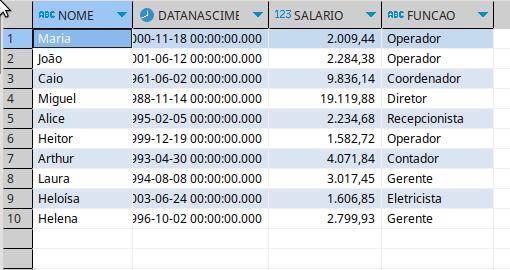 ABC NOME DATANASCIME 123 SALARIO ABC FUNCAO
1 Maria 000-11-18 00:00:00.000 2.009,44 Operador
2 João 001-06-12 00:00:00.000 2.284,38 Operador
3 Caio 961-06-02 00:00:00.000 9.836,14 Coordenador
4 Miguel 988-11-14 00:00:00.000 19.119,88 Diretor
5 Alice 995-02-05 00:00:00.000 2.234,68 Recepcionista
6 Heitor 999-12-19 00:00:00.000 1.582,72 Operador
7 Arthur 993-04-30 00:00:00.000 4.071,84 Contador
8 Laura 994-08-08 00:00:00.000 3.017,45 Gerente
9 Heloísa 003-06-24 00:00:00.000 1.606,85 Eletricista
10 Helena 996-10-02 00:00:00.000 2.799,93 Gerente